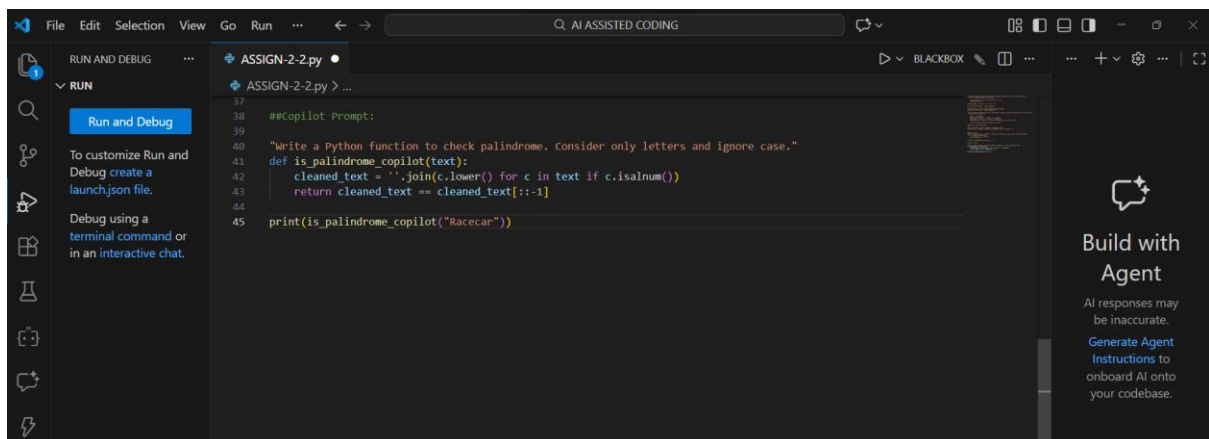 File Edit Selection View Go Run ... AI ASSISTED CODING
RUN AND DEBUG ...
RUN
Run and Debug
To customize Run and
Debug create a
launch.json file.
Debug using a
terminal command or
in an interactive chat.
1
ASSIGN-2-2.py
BLACKBOX
ASSIGN-2-2.py > ...
37
38 ##Copilot Prompt:
39
40 "Write a Python function to check palindrome. Consider only letters and ignore case."
41 def is_palindrome_copilot(text):
42 cleaned_text = ''.join(c.lower() for c in text if c.isalnum())
43 return cleaned_text == cleaned_text[::-1]
44
45 print(is_palindrome_copilot("Racecar"))
Build with
Agent
AI responses may
be inaccurate.
Generate Agent
Instructions to
onboard AI onto
your codebase.